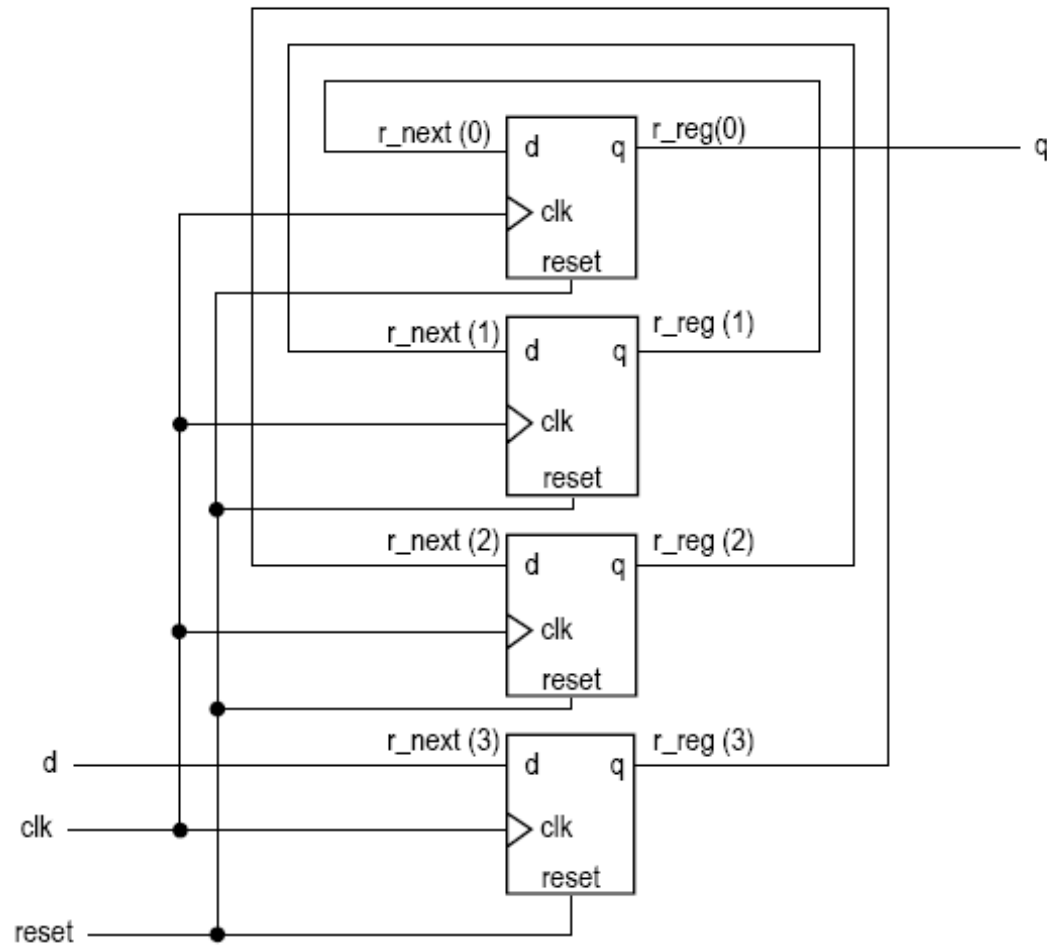 r_next (0)
d
q
r_reg(0)
q
clk
reset
r_next (1)
d
q
r_reg (1)
clk
reset
r_next (2)
d
q
r_reg (2)
clk
reset
d
r_next (3)
d
q
r_reg (3)
clk
clk
reset
reset